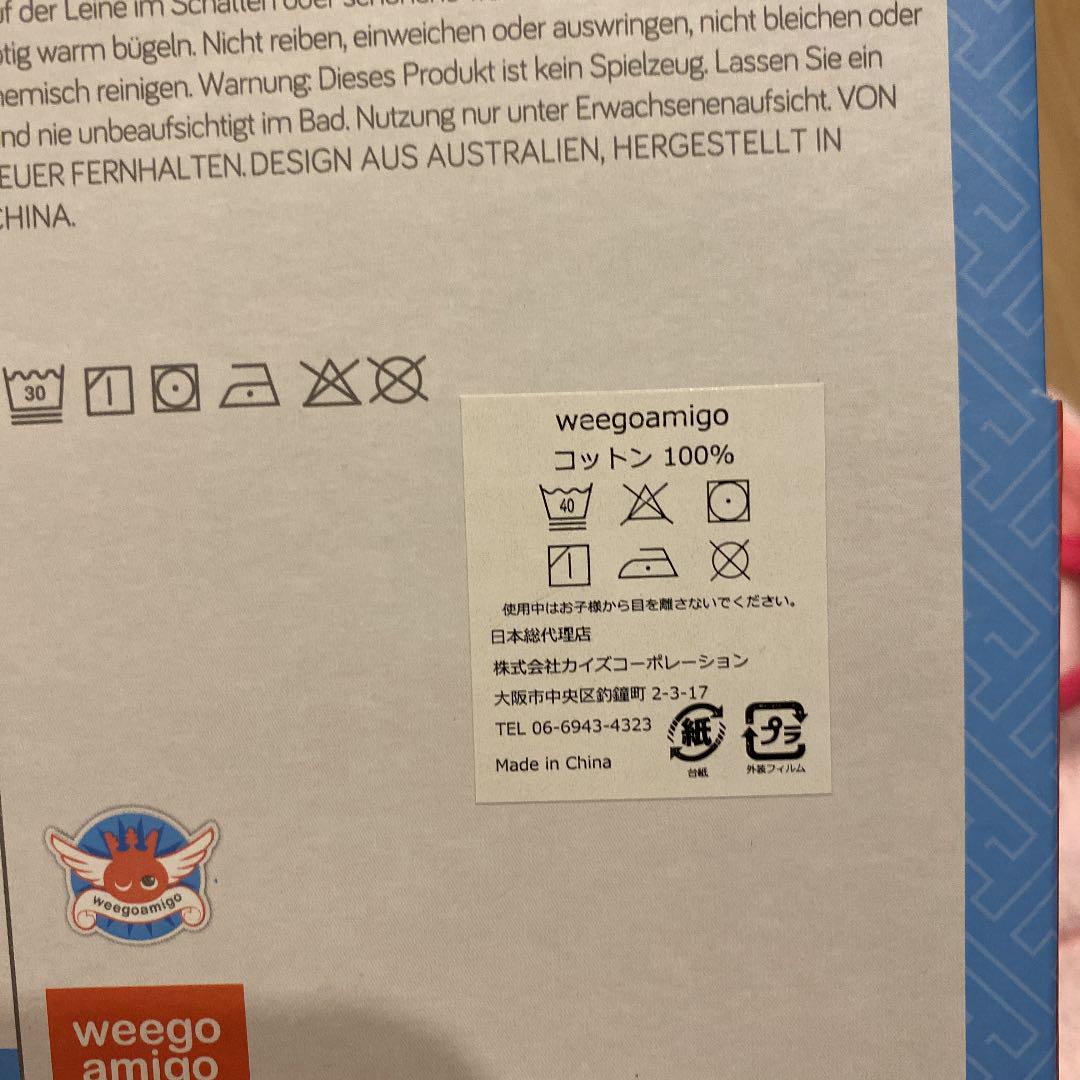 der Leine im Schatten oder
warm bügeln. Nicht reiben, einweichen oder auswringen, nicht bleichen oder
reinigen. Warnung: Dieses Produkt ist kein Spielzeug. Lassen Sie ein
nie unbeaufsichtigt im Bad. Nutzung nur unter Erwachsenenaufsicht. VON
FERNHALTEN. DESIGN AUS AUSTRALIEN, HERGESTELLT IN
CHINA.
30
weegoamigo
コットン 100%
40
使用中はお子様から目を離さないでください。
日本総代理店
株式会社カイズコーポレーション
大阪市中央区釣鐘町 2-3-17
TEL 06-6943-4323
Made in China
紙
台紙
プラ
外装フィルム
weegoamigo
weego
amigo